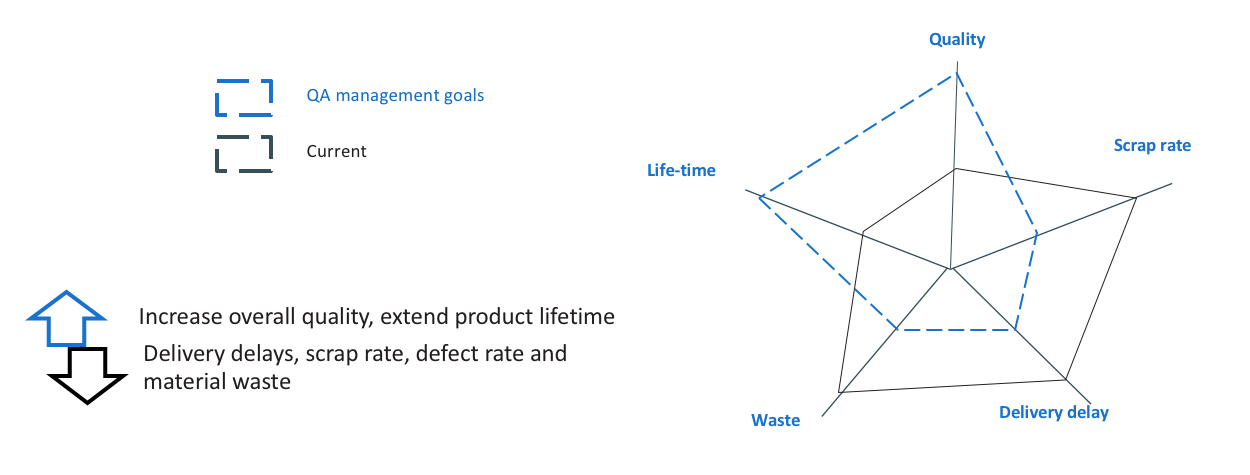 QA management goals
Current
Increase overall quality, extend product lifetime
Delivery delays, scrap rate, defect rate and
material waste
Quality
Scrap rate
Life-time
Waste
Delivery delay